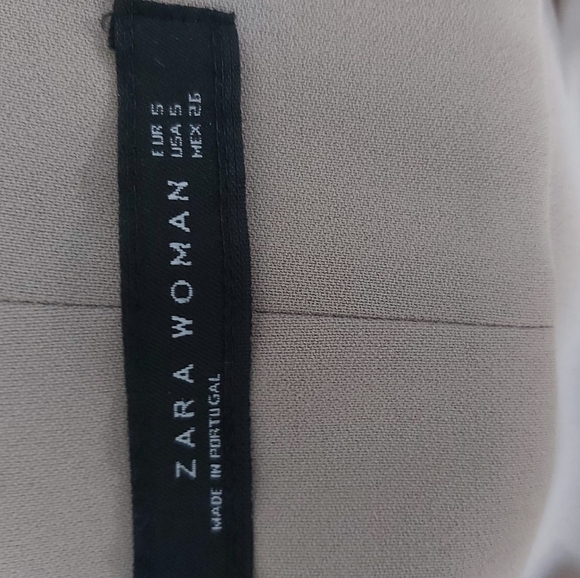 ZARA WOMAN
EUR S
USA S
MEX 26
MADE IN PORTUGAL